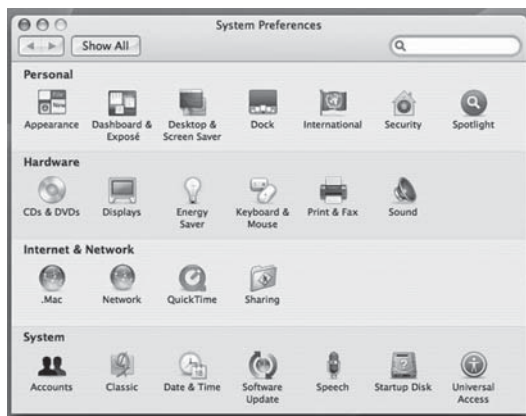 System Preferences
Show All
Personal
Appearance Dashboard & Exposé Desktop & Screen Saver Dock International Security Spotlight
Hardware
CDs & DVDs Displays Energy Saver Keyboard & Mouse Print & Fax Sound
Internet & Network
.Mac Network QuickTime Sharing
System
Accounts Classic Date & Time Software Update Speech Startup Disk Universal Access